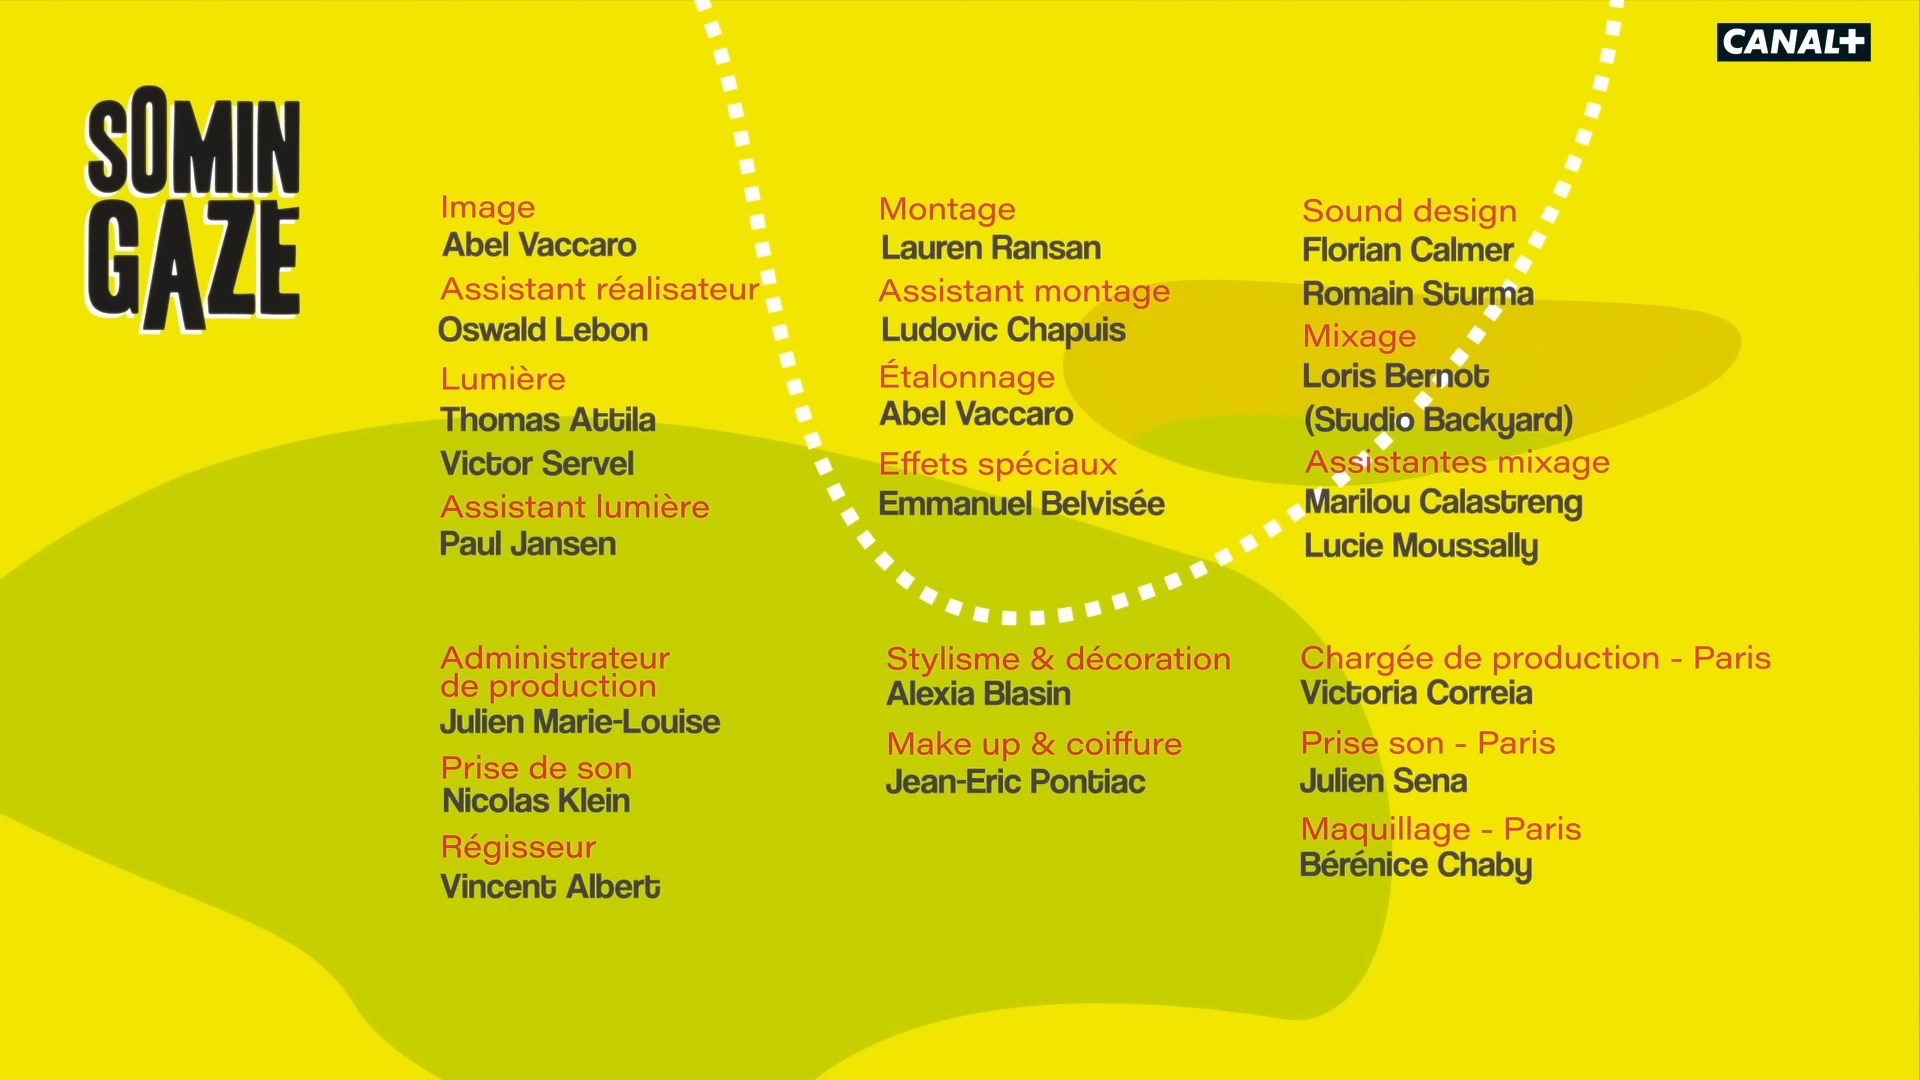 CANAL+
SOMIN
GAZE
Image
Abel Vaccaro
Assistant réalisateur
Oswald Lebon
Lumière
Thomas Attila
Victor Servel
Assistant lumière
Paul Jansen
Montage
Lauren Ransan
Assistant montage
Ludovic Chapuis
Étalonnage
Abel Vaccaro
Effets spéciaux
Emmanuel Belvisée
Sound design
Florian Calmer
Romain Sturma
Mixage
Loris Bernot
(Studio Backyard)
Assistantes mixage
Marilou Calastreng
Lucie Moussally
Administrateur
de production
Julien Marie-Louise
Prise de son
Nicolas Klein
Régisseur
Vincent Albert
Stylisme & décoration
Alexia Blasin
Make up & coiffure
Jean-Eric Pontiac
Chargée de production - Paris
Victoria Correia
Prise son - Paris
Julien Sena
Maquillage - Paris
Bérénice Chaby